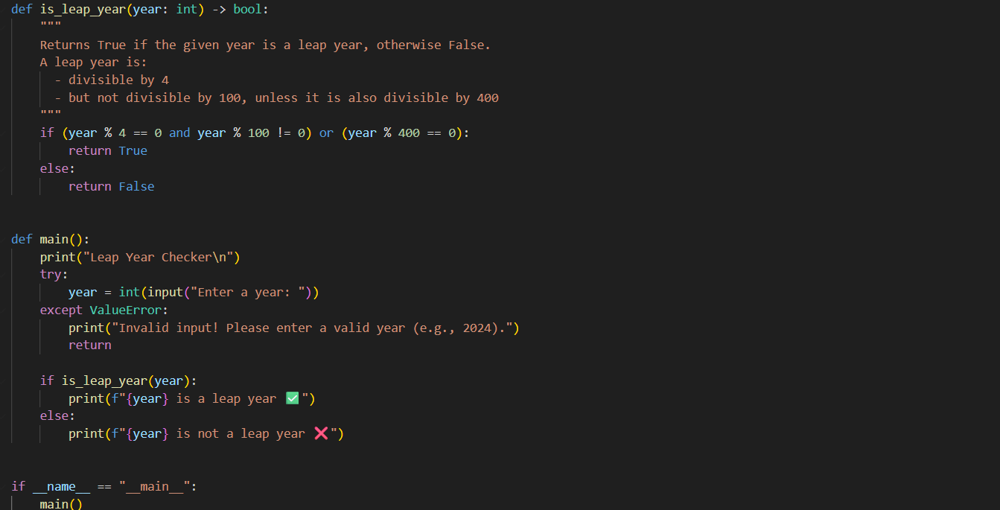 def is_leap_year(year: int) -> bool:
    """
    Returns True if the given year is a leap year, otherwise False.
    A leap year is:
      - divisible by 4
      - but not divisible by 100, unless it is also divisible by 400
    """
    if (year % 4 == 0 and year % 100 != 0) or (year % 400 == 0):
        return True
    else:
        return False


def main():
    print("Leap Year Checker\n")
    try:
        year = int(input("Enter a year: "))
    except ValueError:
        print("Invalid input! Please enter a valid year (e.g., 2024).")
        return

    if is_leap_year(year):
        print(f"{year} is a leap year ✅")
    else:
        print(f"{year} is not a leap year ❌")


if __name__ == "__main__":
    main()